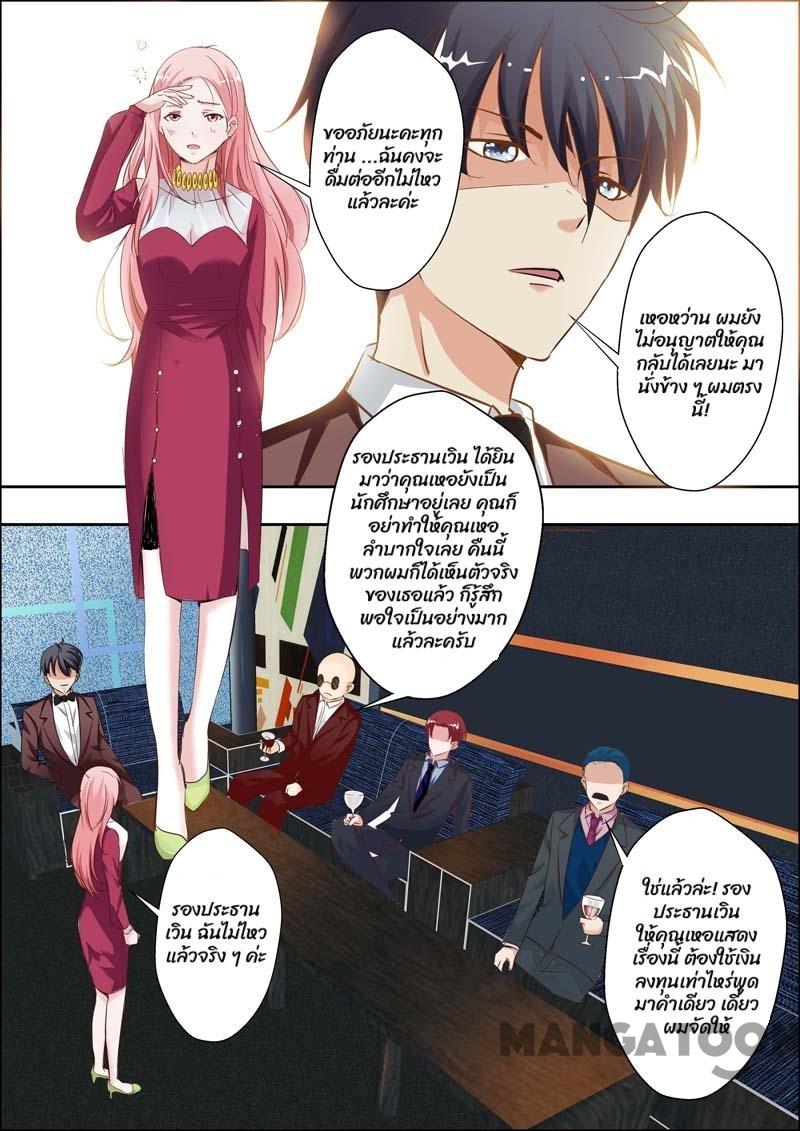 ขออภัยนะคะทุก
ท่าน ...ฉันคงจะ
ดื่มต่ออีกไม่ไหว
แล้วละค่ะ
เหอหว่าน ผมยัง
ไม่อนุญาตให้คุณ
กลับได้เลยนะ มา
นั่งข้าง ๆ ผมตรง
นี้!
รองประธานเวิน ได้ยิน
มาว่าคุณเหอยังเป็น
นักศึกษาอยู่เลย คุณก็
อย่าทำให้คุณเหอ
ลำบากใจเลย คืนนี้
พวกผมก็ได้เห็นตัวจริง
ของเธอแล้ว ก็รู้สึก
พอใจเป็นอย่างมาก
แล้วละครับ
รองประธาน
เวิน ฉันไม่ไหว
แล้วจริง ๆ ค่ะ
ใช่แล้วล่ะ! รอง
ประธานเวิน
ให้คุณเหอแสดง
เรื่องนี้ ต้องใช้เงิน
ลงทุนเท่าไหร่พูด
มาคำเดียว เดี๋ยว
ผมจัดให้
MANGATOON